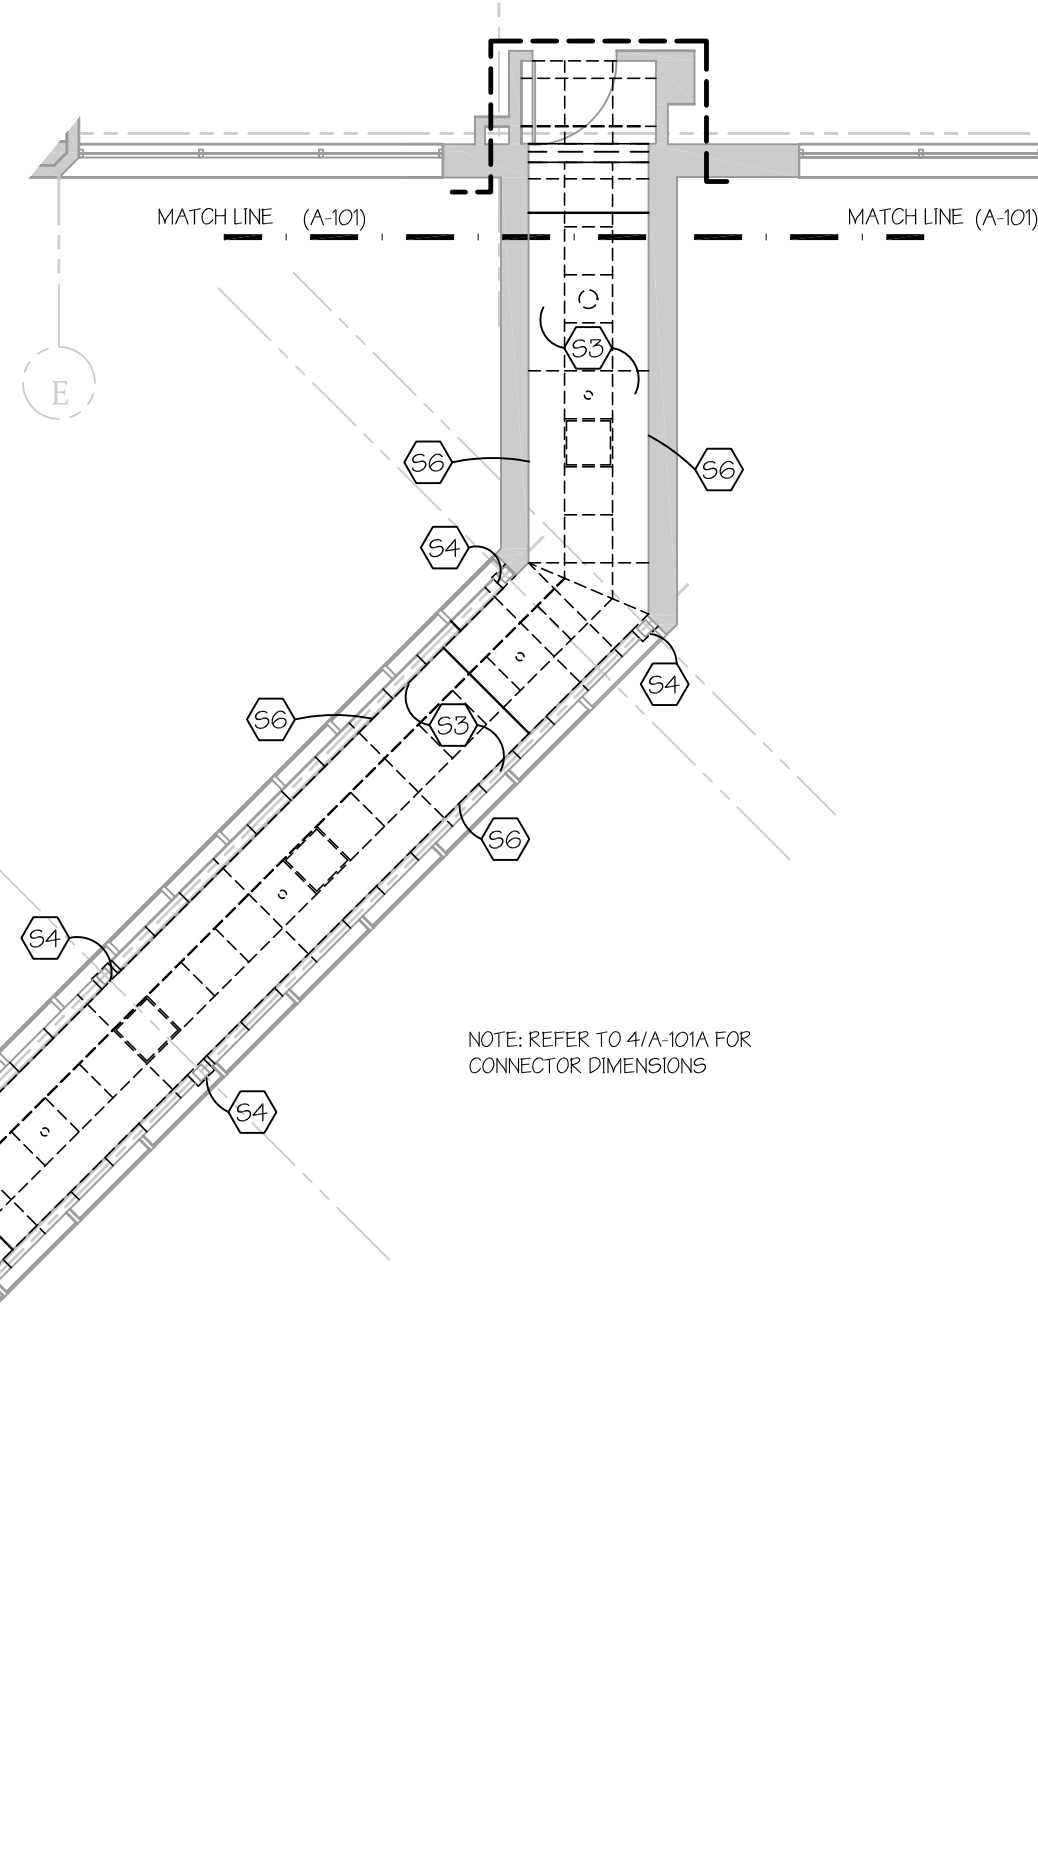 MATCH LINE (A-101)
MATCH LINE (A-101)
S3
E
S6
S6
S4
S4
S6
S3
S6
S4
NOTE: REFER TO 4/A-101A FOR
CONNECTOR DIMENSIONS
S4